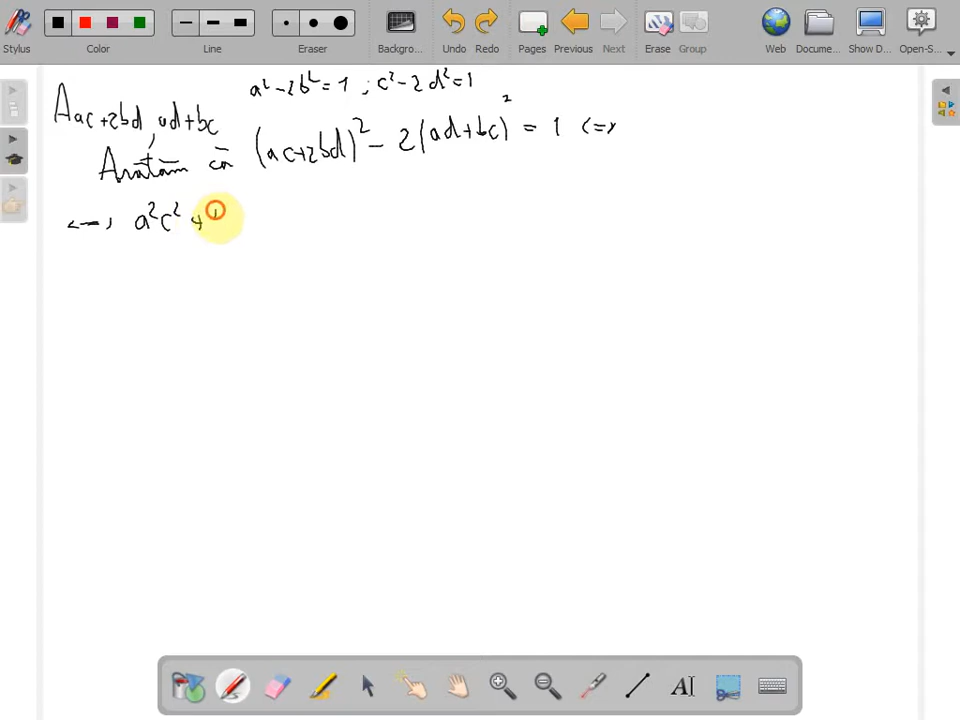 Stylus Color Line Eraser Backgro... Undo Redo Pages Previous Next Erase Group Web Docume... Show D... Open-S...
a²-2b²=1 ; c²-2d²=1
A ac+2bd, ad+bc
Arătăm că (ac+2bd)² - 2(ad+bc)² = 1 <=>
<=> a²c² +